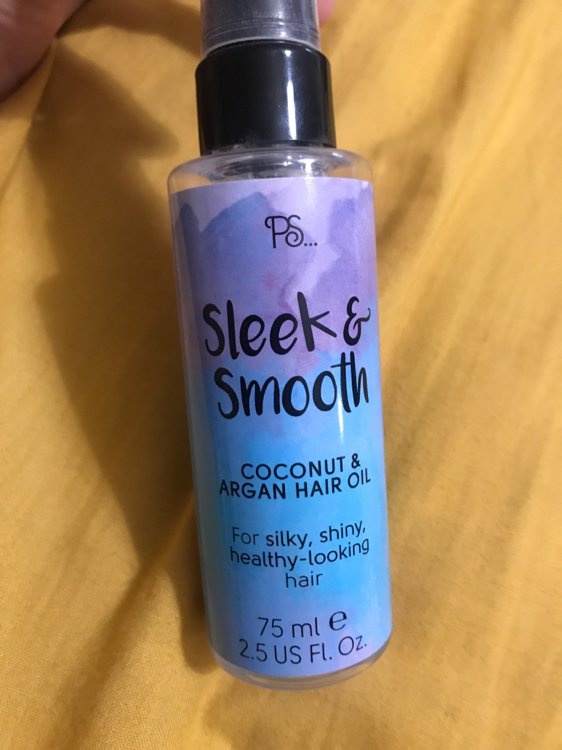 PS...
Sleek &
Smooth
COCONUT &
ARGAN HAIR OIL
For silky, shiny,
healthy-looking
hair
75 ml ℮
2.5 US Fl. Oz.